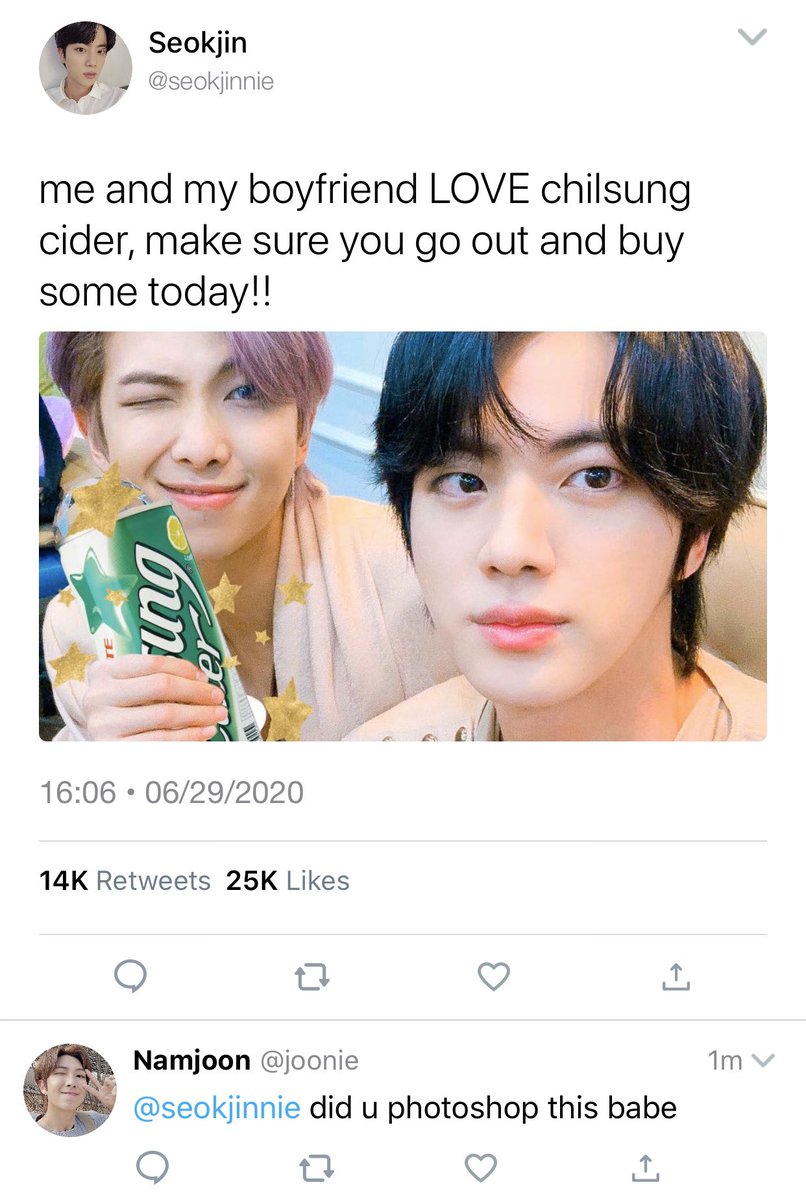 Seokjin
@seokjinnie
me and my boyfriend LOVE chilsung
cider, make sure you go out and buy
some today!!
16:06 • 06/29/2020
14K Retweets 25K Likes
Namjoon @joonie 1m
@seokjinnie did u photoshop this babe